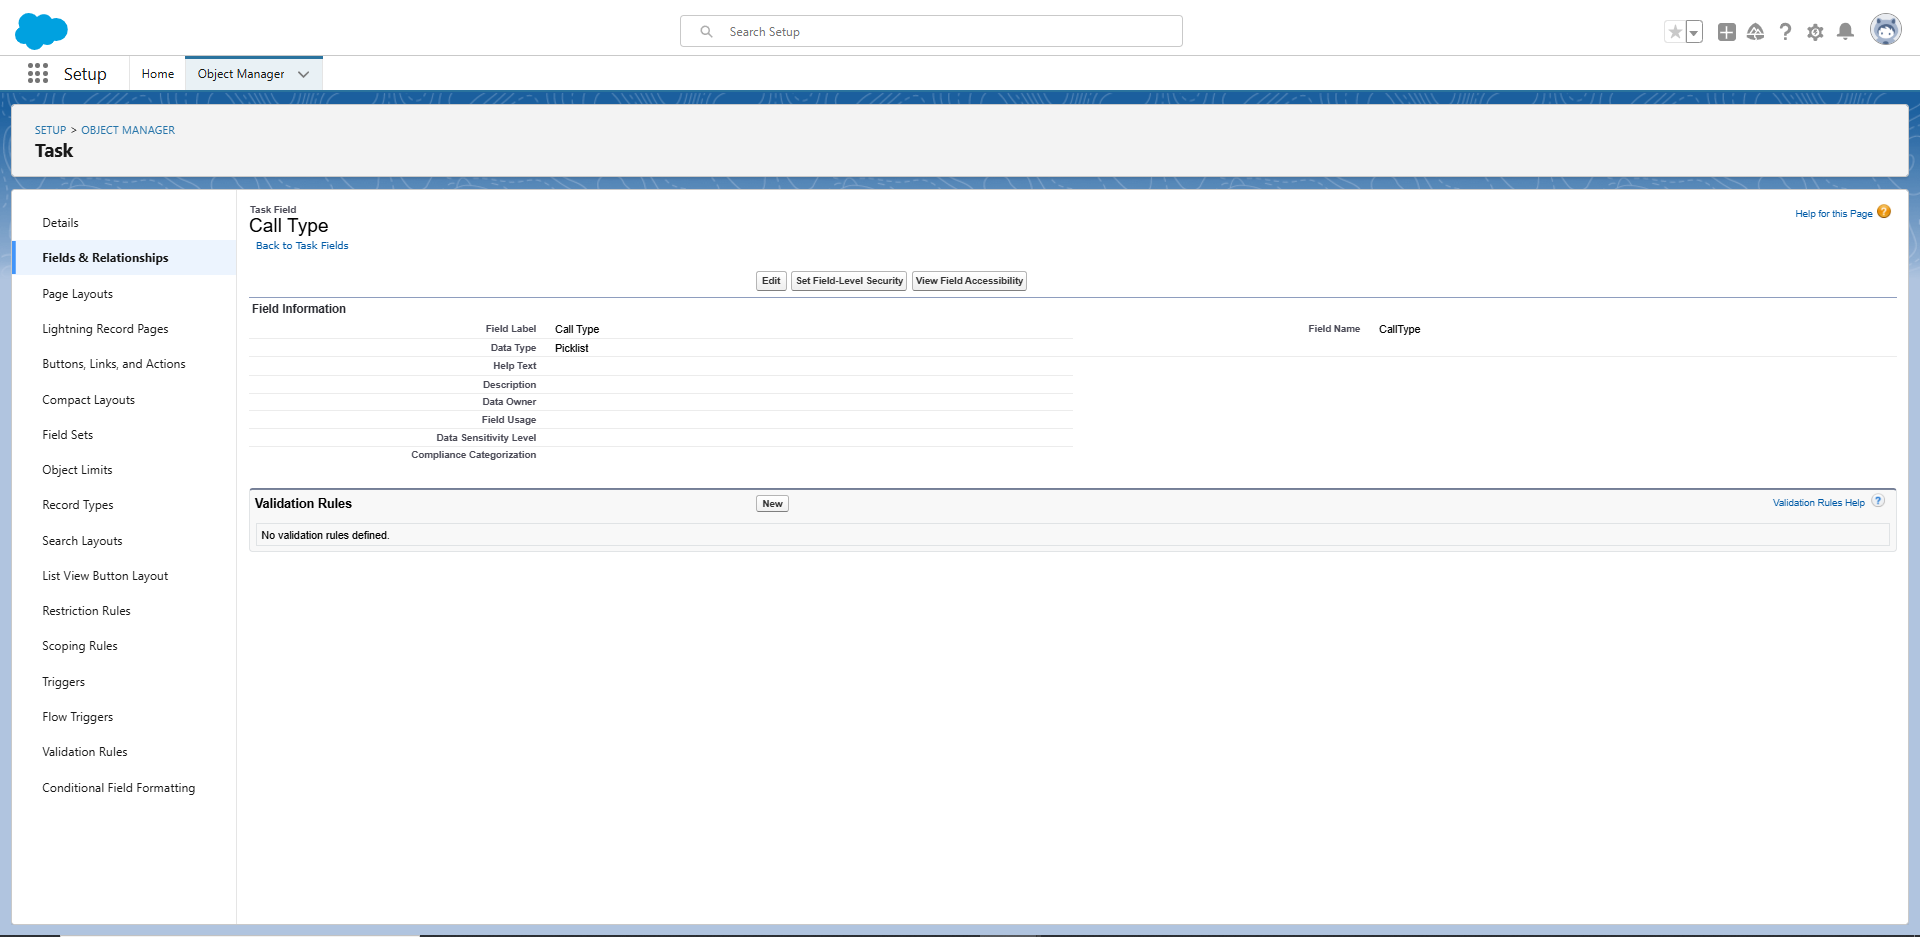 Search Setup
Setup
Home
Object Manager
SETUP > OBJECT MANAGER
Task
Details
Fields & Relationships
Page Layouts
Lightning Record Pages
Buttons, Links, and Actions
Compact Layouts
Field Sets
Object Limits
Record Types
Search Layouts
List View Button Layout
Restriction Rules
Scoping Rules
Triggers
Flow Triggers
Validation Rules
Conditional Field Formatting
Task Field
Call Type
Back to Task Fields
Help for this Page ?
Edit
Set Field-Level Security
View Field Accessibility
Field Information
Field Label Call Type
Field Name CallType
Data Type Picklist
Help Text
Description
Data Owner
Field Usage
Data Sensitivity Level
Compliance Categorization
Validation Rules
New
Validation Rules Help ?
No validation rules defined.